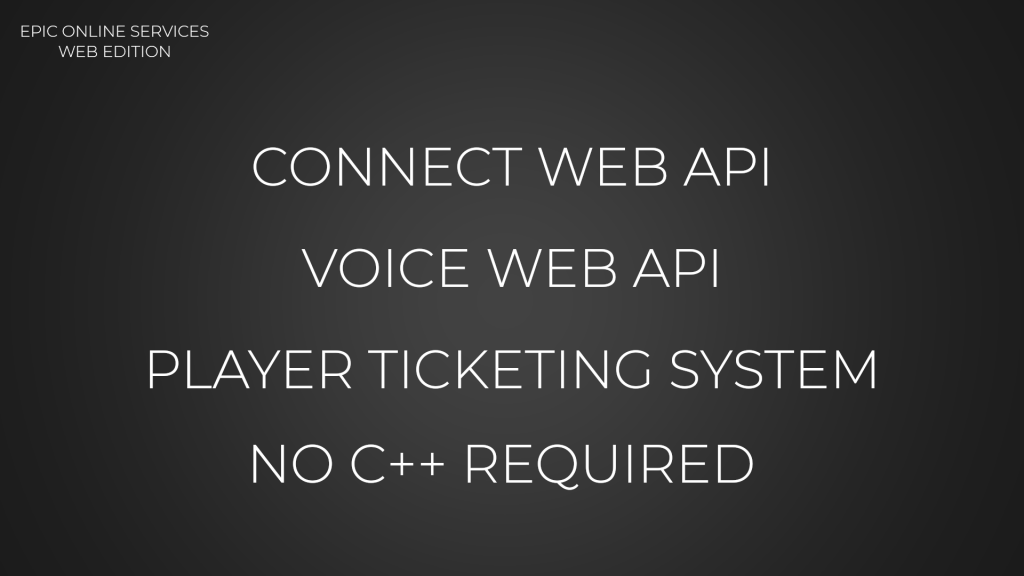 EPIC ONLINE SERVICES
WEB EDITION
CONNECT WEB API
VOICE WEB API
PLAYER TICKETING SYSTEM
NO C++ REQUIRED